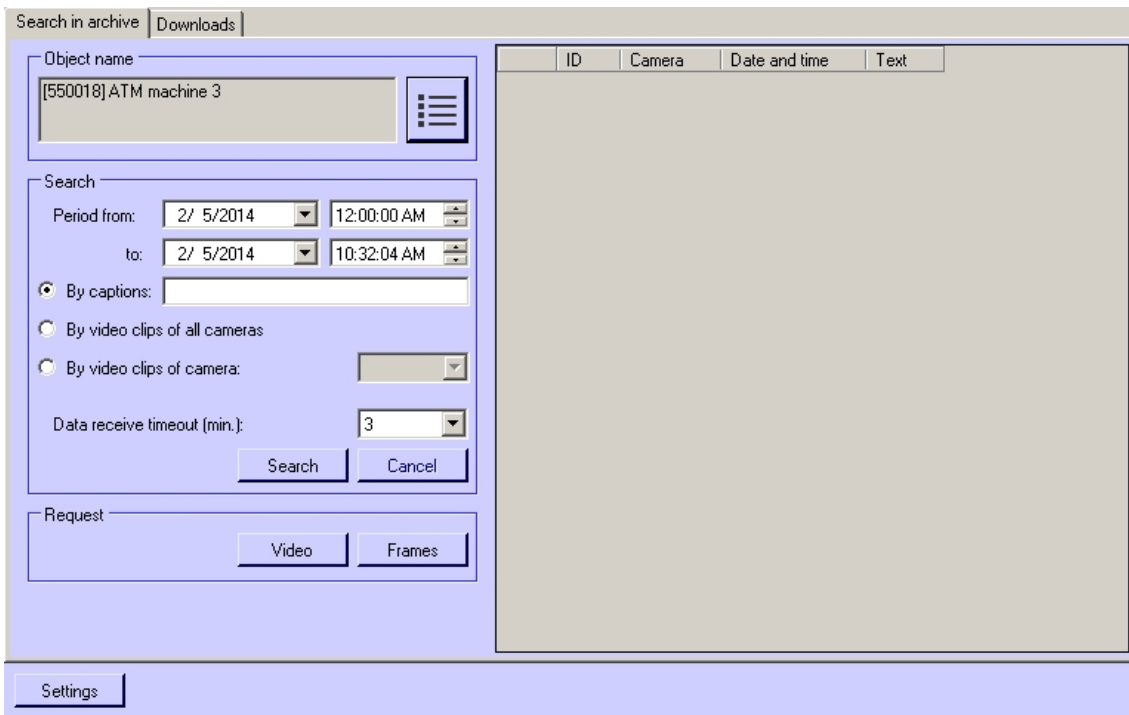 Search in archive Downloads
Object name
[550018] ATM machine 3
ID Camera Date and time Text
Search
Period from: 2/ 5/2014 12:00:00 AM
to: 2/ 5/2014 10:32:04 AM
By captions:
By video clips of all cameras
By video clips of camera:
Data receive timeout (min.): 3
Search Cancel
Request
Video Frames
Settings